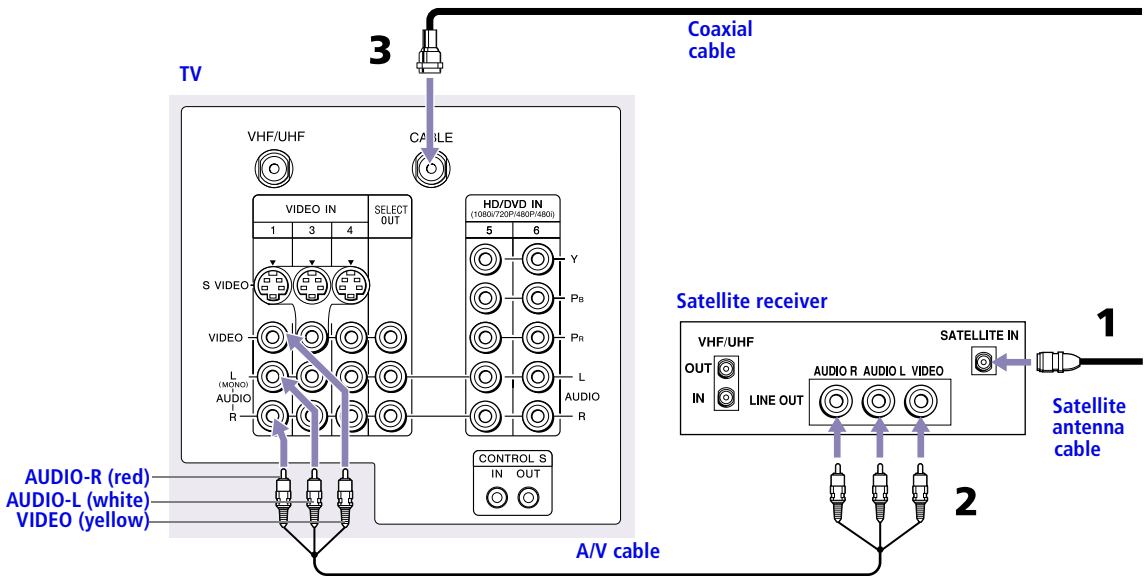 3
Coaxial
cable
TV
VHF/UHF
CABLE
VIDEO IN
SELECT
OUT
1
3
4
HD/DVD IN
(1080i/720P/480P/480i)
5
6
S VIDEO
VIDEO
L
(MONO)
AUDIO
R
Y
PB
PR
L
AUDIO
R
CONTROL S
IN
OUT
AUDIO-R (red)
AUDIO-L (white)
VIDEO (yellow)
A/V cable
Satellite receiver
VHF/UHF
OUT
IN
LINE OUT
AUDIO R
AUDIO L
VIDEO
SATELLITE IN
1
Satellite
antenna
cable
2